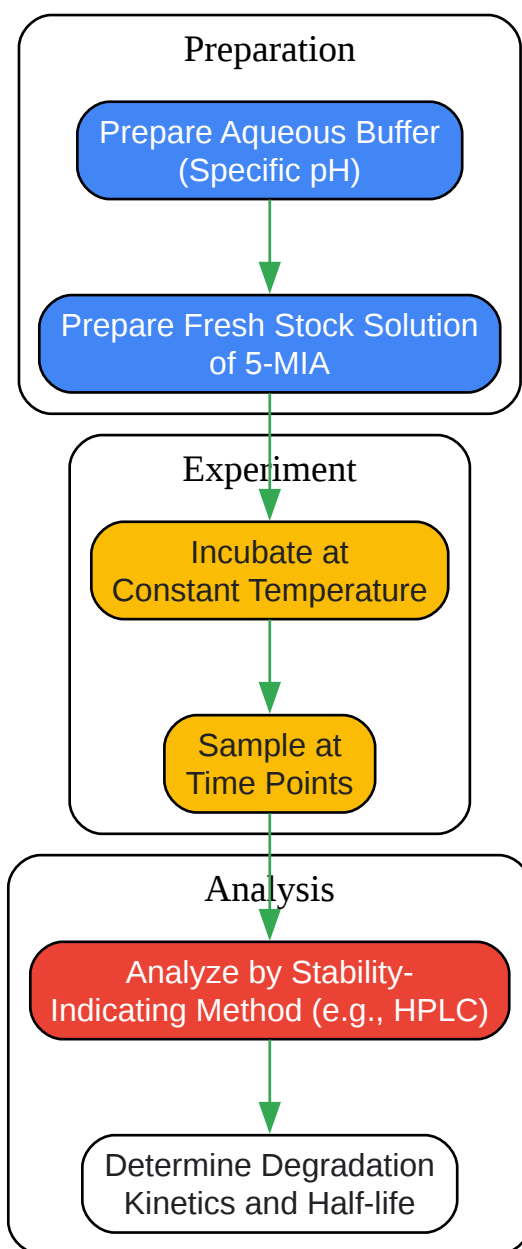 Preparation
Prepare Aqueous Buffer
(Specific pH)
Prepare Fresh Stock Solution
of 5-MIA
Experiment
Incubate at
Constant Temperature
Sample at
Time Points
Analysis
Analyze by Stability-
Indicating Method (e.g., HPLC)
Determine Degradation
Kinetics and Half-life